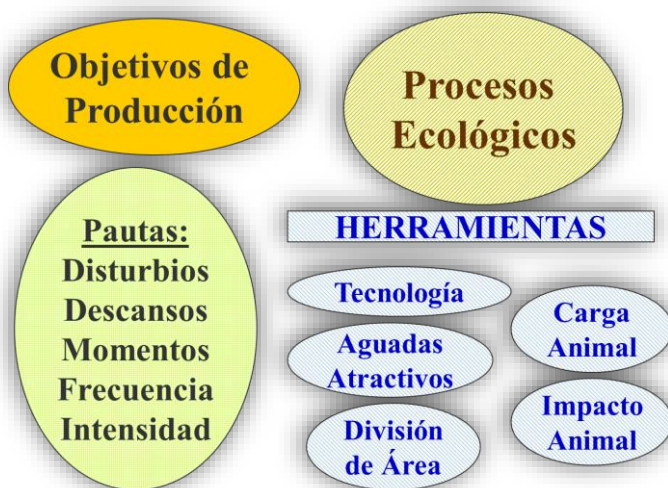 Objetivos de
Producción
Procesos
Ecológicos
Pautas:
Disturbios
Descansos
Momentos
Frecuencia
Intensidad
HERRAMIENTAS
Tecnología
Aguadas
Atractivos
División
de Área
Carga
Animal
Impacto
Animal